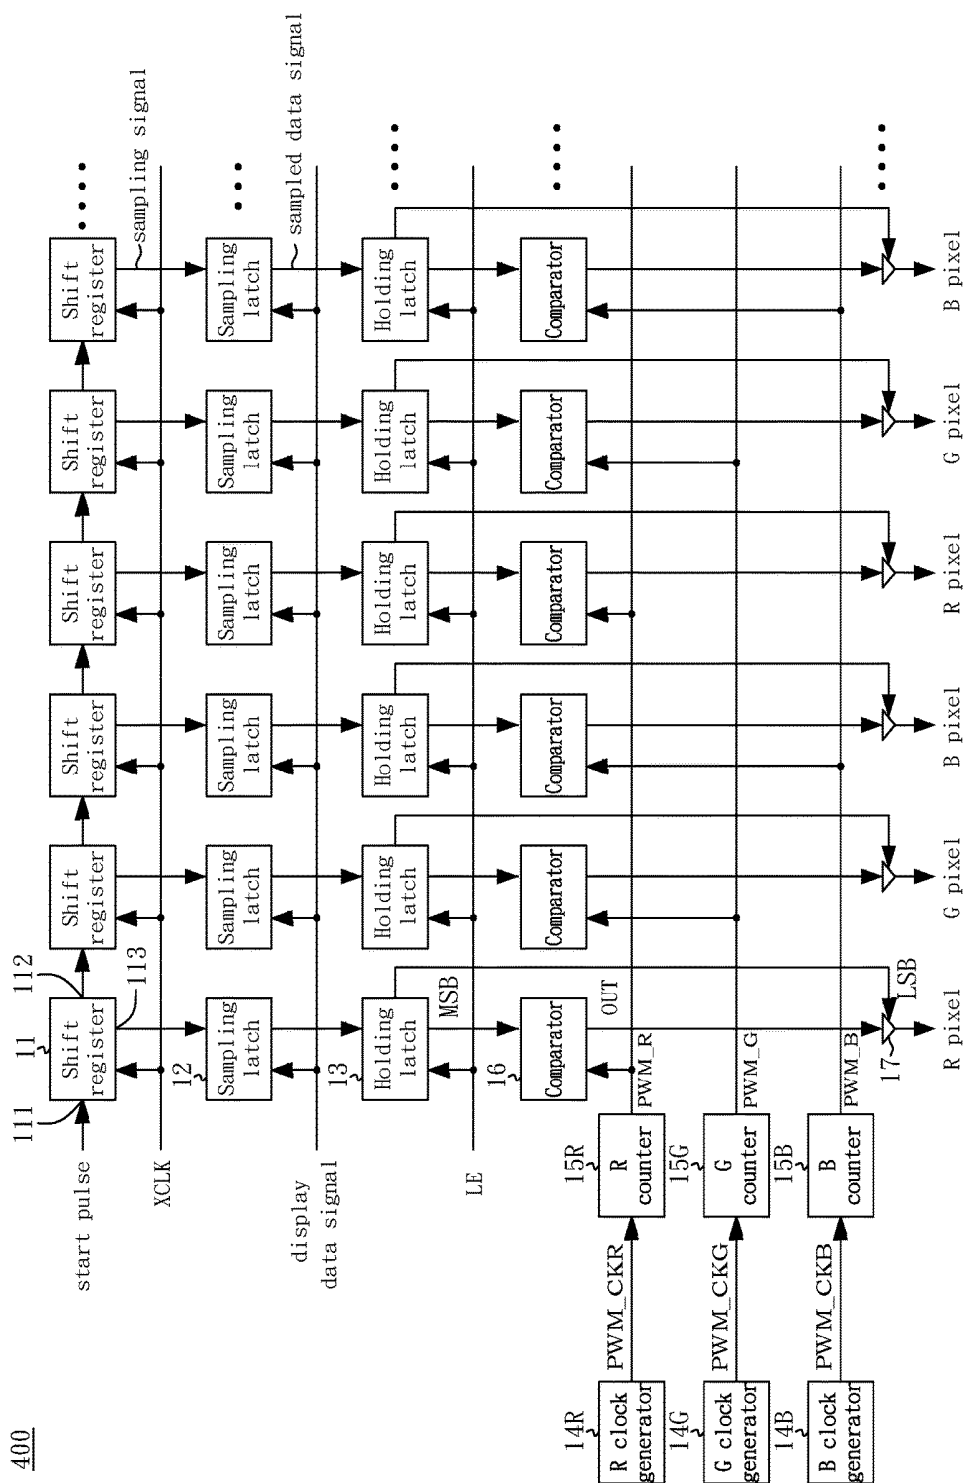 400
start pulse
111
11
Shift
register
112
113
Shift
register
Shift
register
Shift
register
Shift
register
Shift
register
XCLK
sampling signal
12
Sampling
latch
Sampling
latch
Sampling
latch
Sampling
latch
Sampling
latch
Sampling
latch
display
data signal
sampled data signal
13
Holding
latch
Holding
latch
Holding
latch
Holding
latch
Holding
latch
Holding
latch
LE
MSB
16
Comparator
Comparator
Comparator
Comparator
Comparator
Comparator
OUT
14R
R clock
generator
PWM_CKR
15R
R
counter
PWM_R
14G
G clock
generator
PWM_CKG
15G
G
counter
PWM_G
14B
B clock
generator
PWM_CKB
15B
B
counter
PWM_B
17
LSB
R pixel
G pixel
B pixel
R pixel
G pixel
B pixel